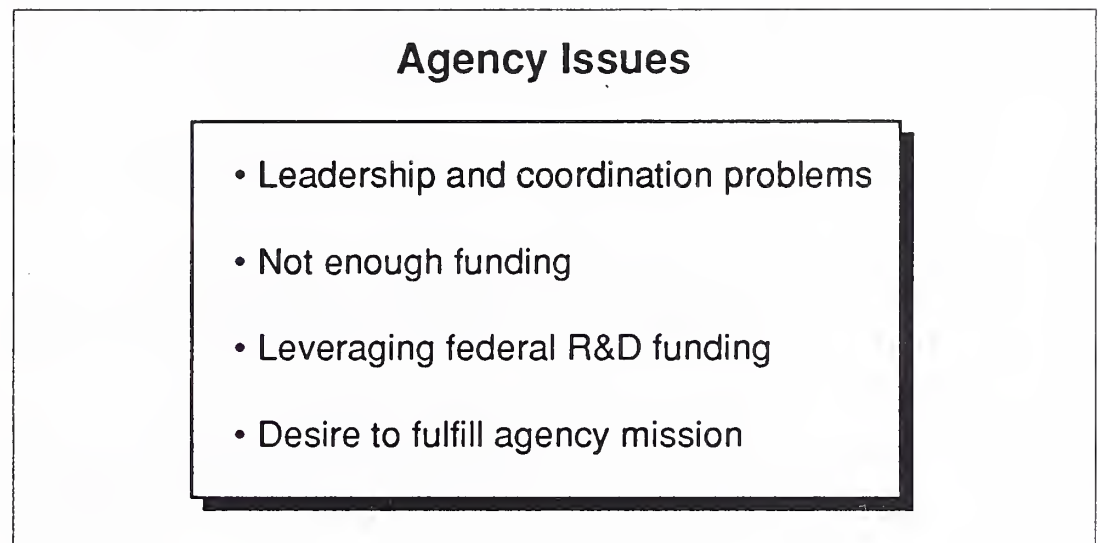 Agency Issues
• Leadership and coordination problems
• Not enough funding
• Leveraging federal R&D funding
• Desire to fulfill agency mission